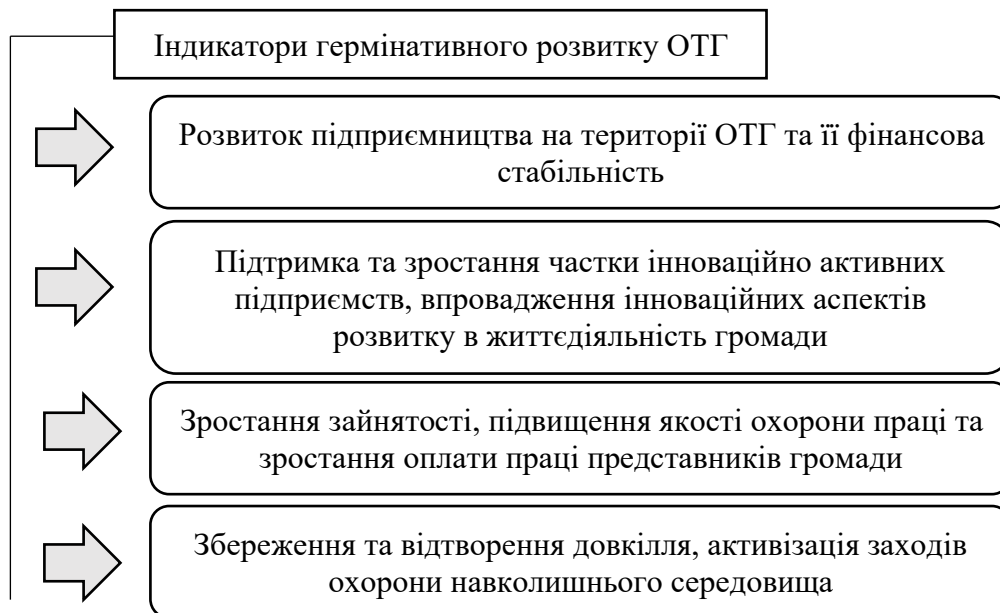 Індикатори гермінативного розвитку ОТГ
Розвиток підприємництва на території ОТГ та її фінансова
стабільність
Підтримка та зростання частки інноваційно активних
підприємств, впровадження інноваційних аспектів
розвитку в життєдіяльність громади
Зростання зайнятості, підвищення якості охорони праці та
зростання оплати праці представників громади
Збереження та відтворення довкілля, активізація заходів
охорони навколишнього середовища